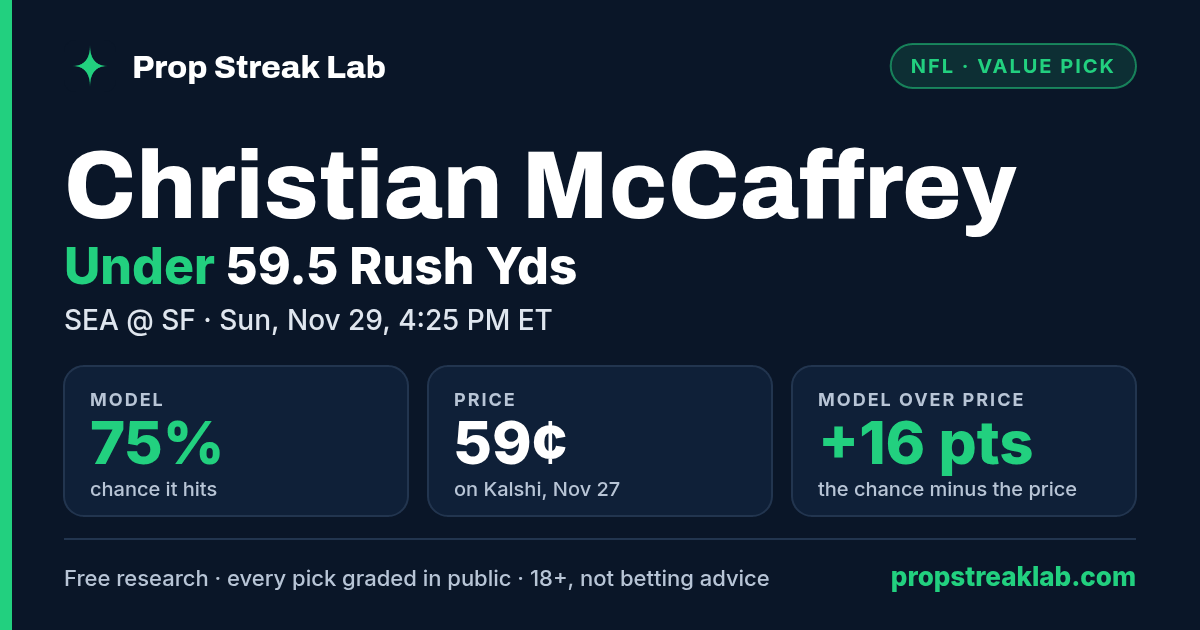 Prop Streak Lab
NFL · VALUE PICK
Christian McCaffrey
Under 59.5 Rush Yds
SEA @ SF · Sun, Nov 29, 4:25 PM ET
MODEL
75%
chance it hits
PRICE
59¢
on Kalshi, Nov 27
MODEL OVER PRICE
+16 pts
the chance minus the price
Free research · every pick graded in public · 18+, not betting advice
propstreaklab.com